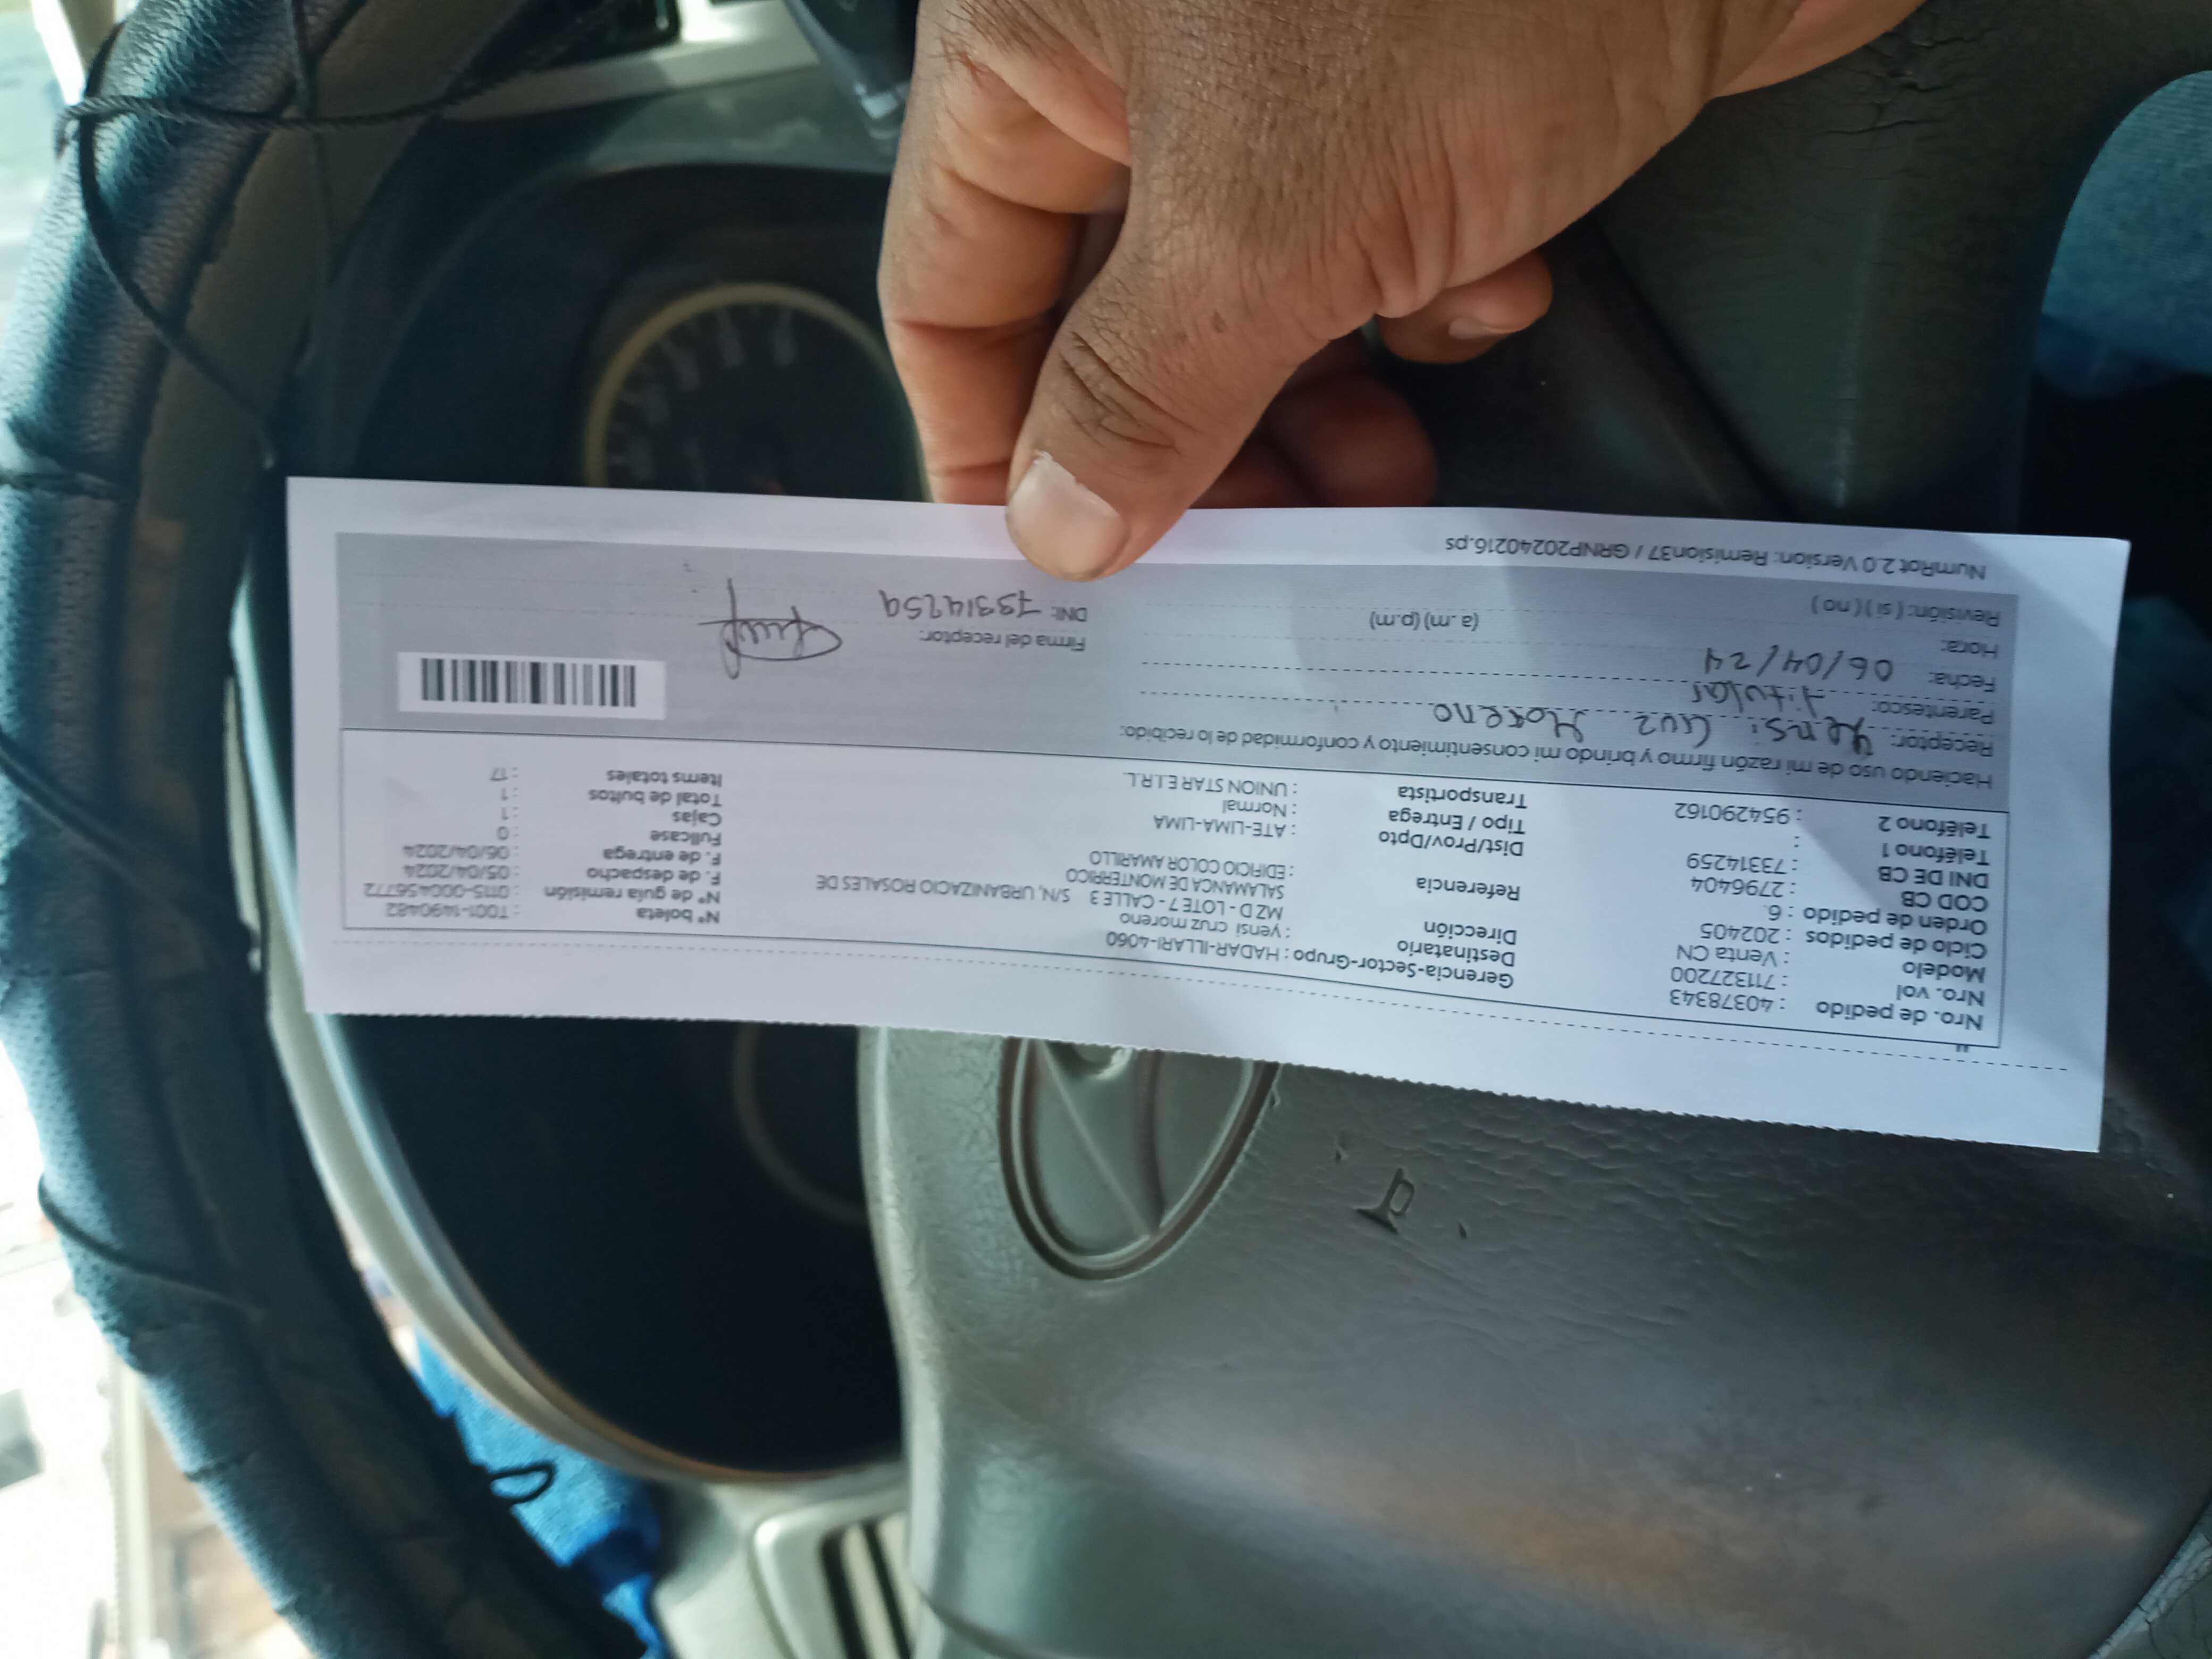 Nro. de pedido : 40378343
Nro. vol : 711327200
Modelo : Venta CN
Ciclo de pedidos : 202405
Orden de pedido : 6
COD CB : 2796404
DNI DE CB : 73314259
Teléfono 1 :
Teléfono 2 : 954290162
Gerencia-Sector-Grupo : HADAR-ILLARI-4060
Destinatario : yensi cruz moreno
Dirección MZ D - LOTE 7 - CALLE 3 S/N, URBANIZACIO ROSALES DE
SALAMANCA DE MONTERRICO
Referencia : EDIFICIO COLOR AMARILLO
Dist/Prov/Dpto : ATE-LIMA-LIMA
Tipo / Entrega : Normal
Transportista : UNION STAR E.I.R.L.
N° boleta : T001-1490482
N° de guía remisión : 0115-000456772
F. de despacho : 05/04/2024
F. de entrega : 06/04/2024
Fullcase : 0
Cajas : 1
Total de bultos : 1
Items totales : 17
Haciendo uso de mi razón firmo y brindo mi consentimiento y conformidad de lo recibido:
Receptor: Yensi Cruz Moreno
Parentesco: titular
Fecha: 06/04/24
Hora: (a.m) (p.m)
Revisión: ( si ) ( no )
Firma del receptor:
DNI: 73314259
NumRot 2.0 Version: Remision37 / GRNP20240216.ps